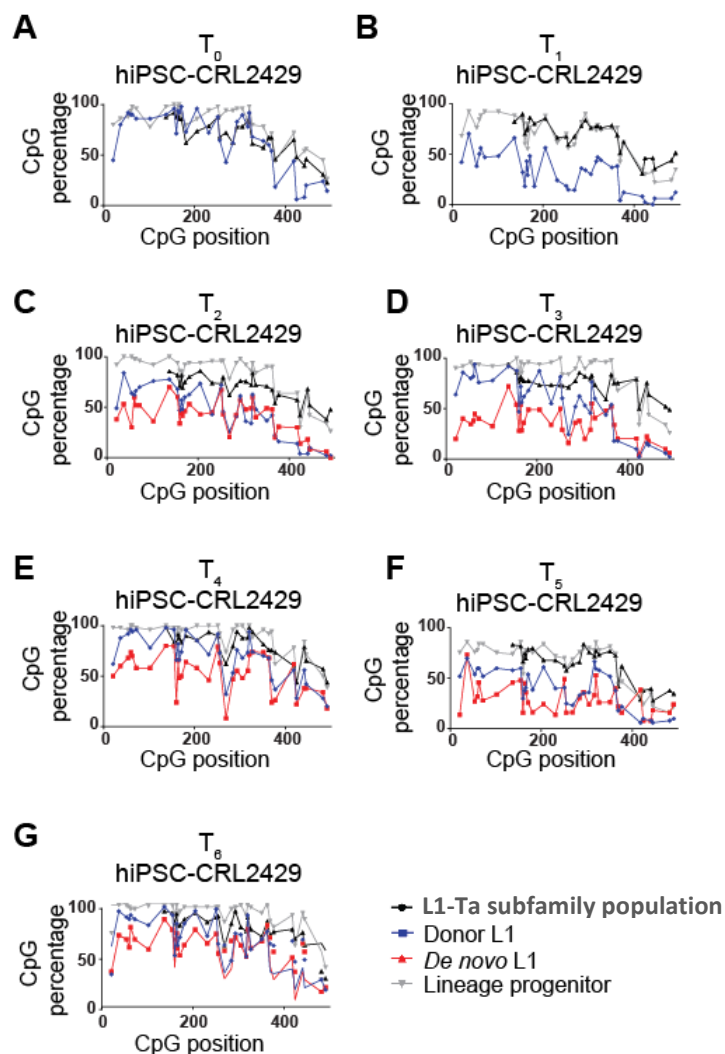 A
T0
hiPSC-CRL2429
100
50
0
CpG percentage
200
400
CpG position
B
T1
hiPSC-CRL2429
100
50
0
CpG percentage
200
400
CpG position
C
T2
hiPSC-CRL2429
100
50
0
CpG percentage
200
400
CpG position
D
T3
hiPSC-CRL2429
100
50
0
CpG percentage
200
400
CpG position
E
T4
hiPSC-CRL2429
100
50
0
CpG percentage
200
400
CpG position
F
T5
hiPSC-CRL2429
100
50
0
CpG percentage
200
400
CpG position
G
T6
hiPSC-CRL2429
100
50
0
CpG percentage
200
400
CpG position
L1-Ta subfamily population
Donor L1
De novo L1
Lineage progenitor